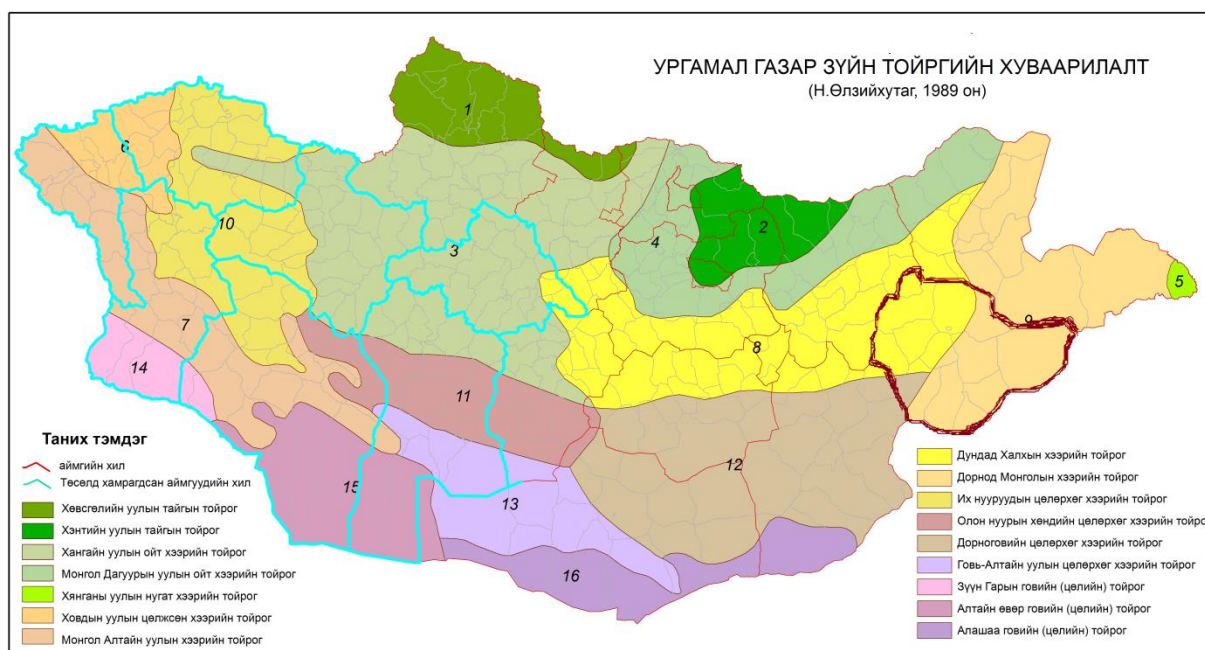 УРГАМАЛ ГАЗАР ЗҮЙН ТОЙРГИЙН ХУВААРИЛАЛТ
(Н.Өлзийхутаг, 1989 он)
1
2
3
4
5
6
7
8
9
10
11
12
13
14
15
16
Таних тэмдэг
аймгийн хил
Төсөлд хамрагдсан аймгуудийн хил
Хөвсгөлийн уулын тайгын тойрог
Хэнтийн уулын тайгын тойрог
Хангайн уулын ойт хээрийн тойрог
Монгол Дагуурын уулын ойт хээрийн тойрог
Хянганы уулын нугат хээрийн тойрог
Ховдын уулын цөлжсөн хээрийн тойрог
Монгол Алтайн уулын хээрийн тойрог
Дундад Халхын хээрийн тойрог
Дорнод Монголын хээрийн тойрог
Их нууруудын цөлөрхөг хээрийн тойрог
Олон нуурын хөндийн цөлөрхөг хээрийн тойрог
Дорноговийн цөлөрхөг хээрийн тойрог
Говь-Алтайн уулын цөлөрхөг хээрийн тойрог
Зүүн Гарын говийн (цөлийн) тойрог
Алтайн өвөр говийн (цөлийн) тойрог
Алашаа говийн (цөлийн) тойрог